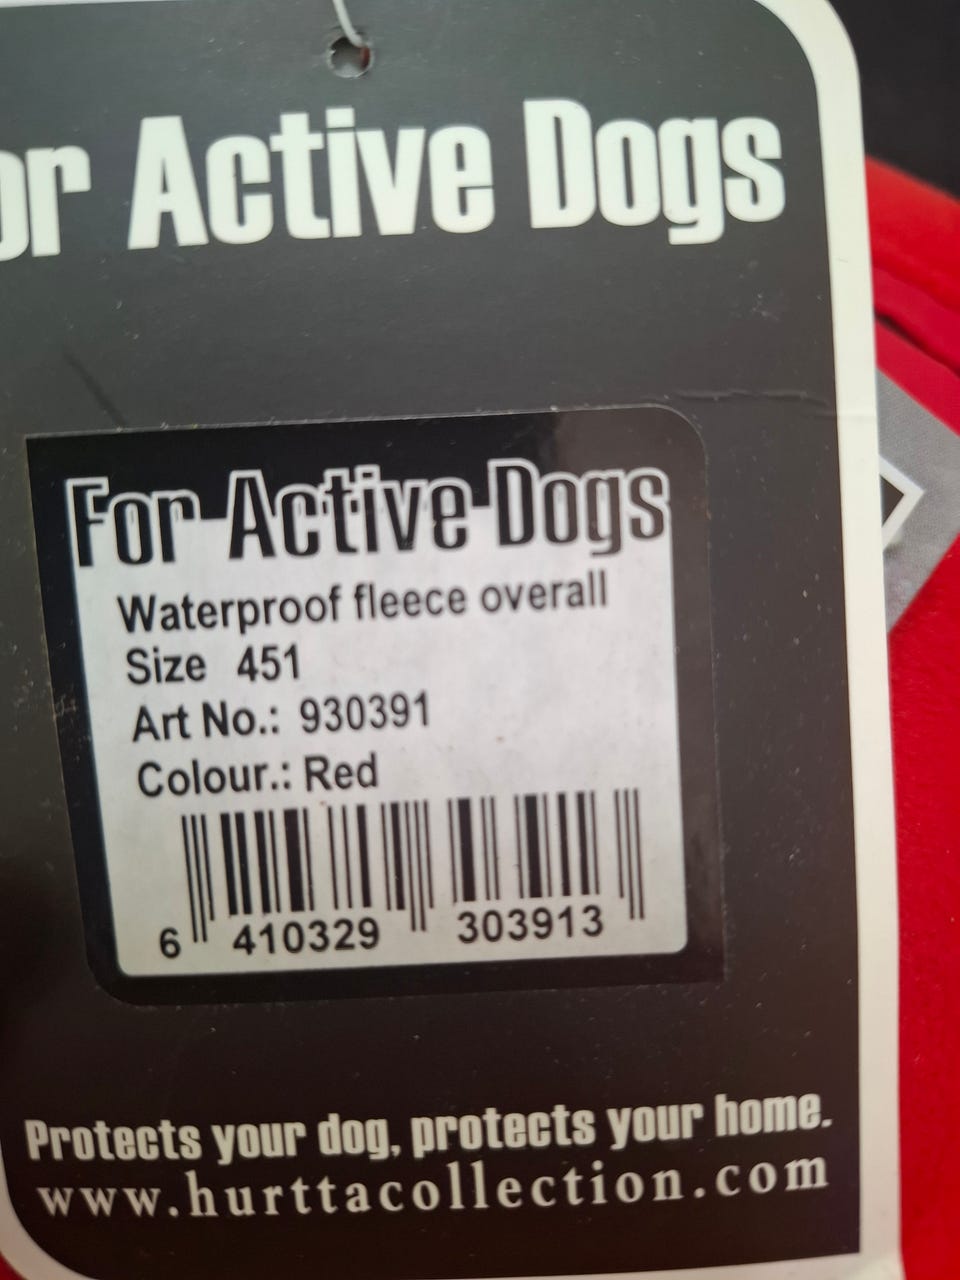 or Active Dogs
For Active Dogs
Waterproof fleece overall
Size 451
Art No.: 930391
Colour.: Red
6 410329 303913
Protects your dog, protects your home.
www.hurttacollection.com